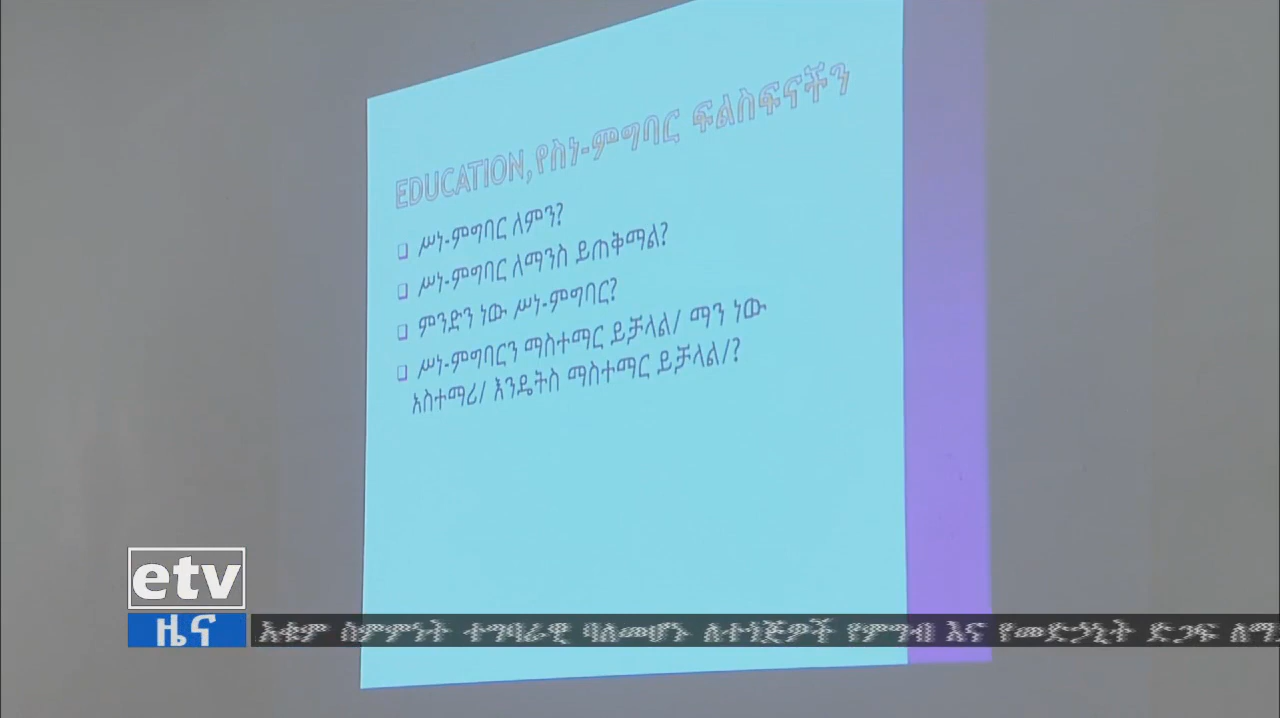 EDUCATION, የስነ-ምግባር ፍልስፍናችን
❑ ሥነ-ምግባር ለምን?
❑ ሥነ-ምግባር ለማንስ ይጠቅማል?
❑ ምንድን ነው ሥነ-ምግባር?
❑ ሥነ-ምግባርን ማስተማር ይቻላል/ ማን ነው
አስተማሪ/ እንዴትስ ማስተማር ይቻላል/?
etv
ዜና
አቁም ስምምነት ተግባራዊ ባለመሆኑ ለተጎጂዎች የምግብ እና የመድኃኒት ድጋፍ